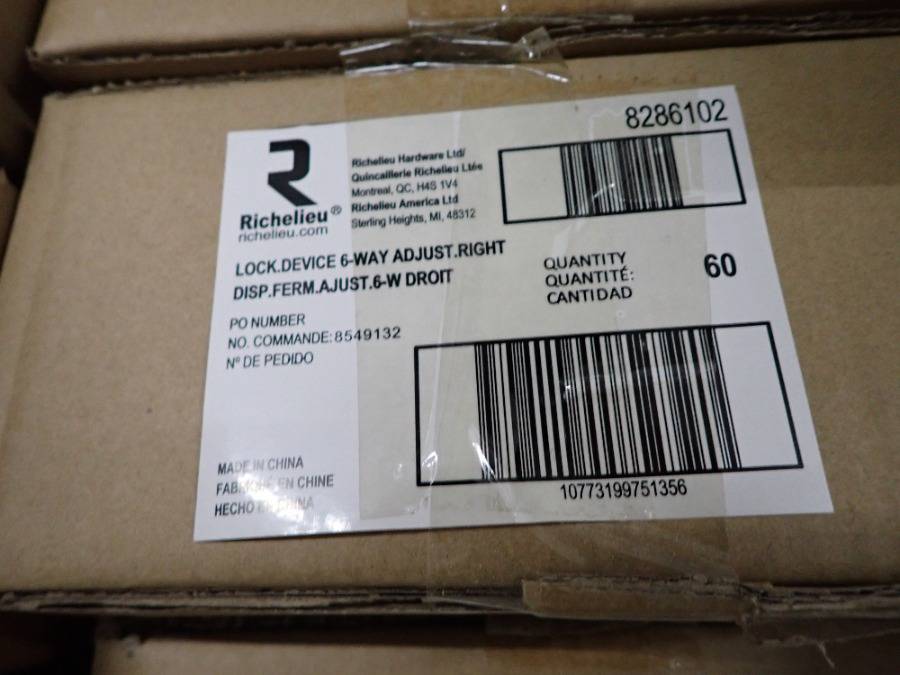 8286102
Richelieu®
richelieu.com
Richelieu Hardware Ltd/
Quincaillerie Richelieu Ltée
Montreal, QC, H4S 1V4
Richelieu America Ltd
Sterling Heights, MI, 48312
LOCK.DEVICE 6-WAY ADJUST.RIGHT
DISP.FERM.AJUST.6-W DROIT
QUANTITY
QUANTITÉ: 60
CANTIDAD
PO NUMBER
NO. COMMANDE: 8549132
Nº DE PEDIDO
MADE IN CHINA
FABRIQUÉ EN CHINE
HECHO EN CHINA
10773199751356